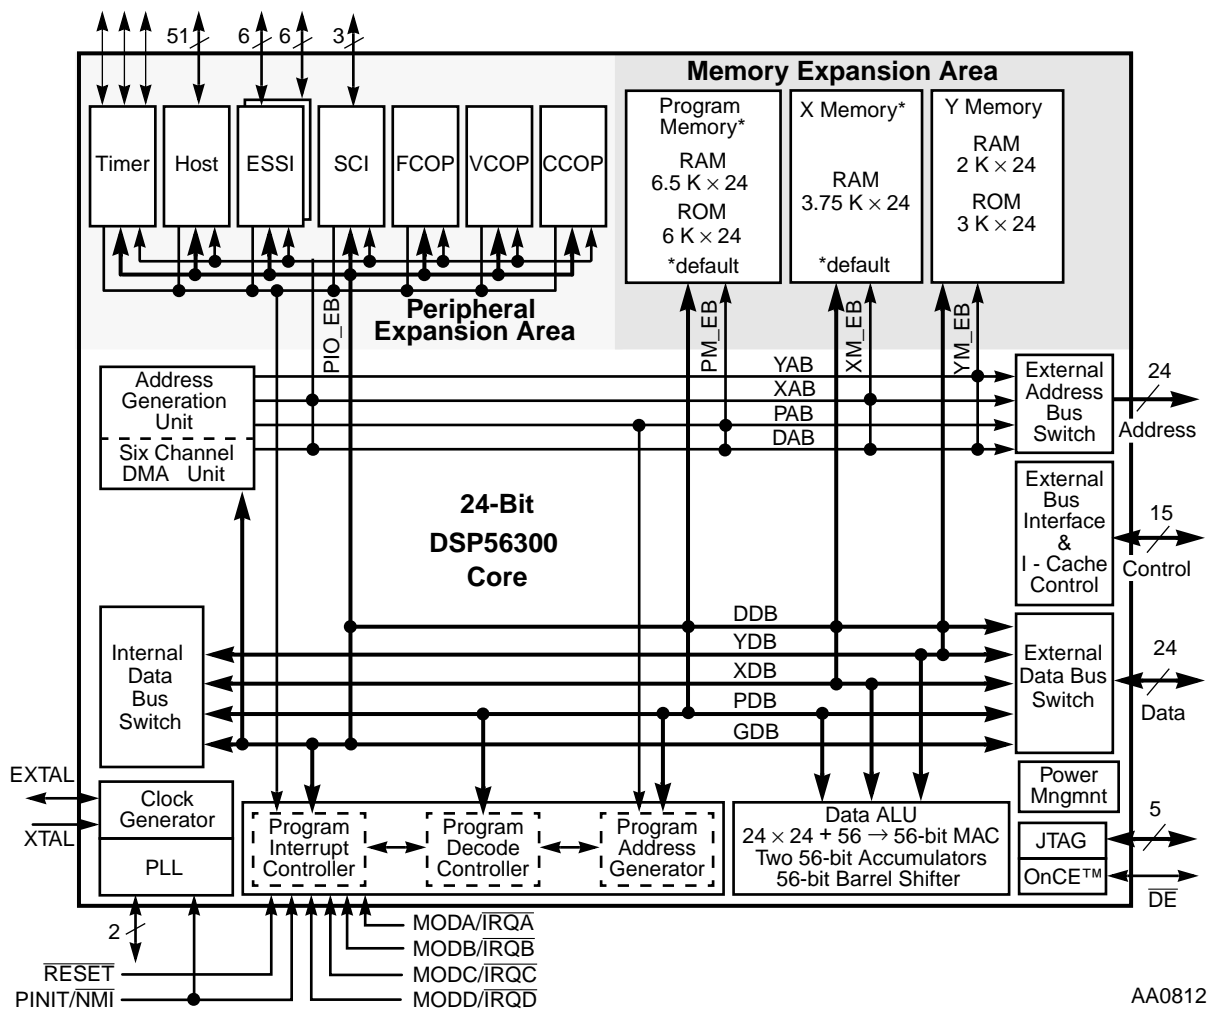 51
6
6
3
Memory Expansion Area
Timer
Host
ESSI
SCI
FCOP
VCOP
CCOP
Program
Memory*
RAM
6.5 K × 24
ROM
6 K × 24
*default
X Memory*
RAM
3.75 K × 24
*default
Y Memory
RAM
2 K × 24
ROM
3 K × 24
Peripheral
Expansion Area
PIO_EB
PM_EB
XM_EB
YM_EB
Address
Generation
Unit
Six Channel
DMA Unit
YAB
XAB
PAB
DAB
External
Address
Bus
Switch
24
Address
24-Bit
DSP56300
Core
External
Bus
Interface
&
I - Cache
Control
15
Control
Internal
Data
Bus
Switch
DDB
YDB
XDB
PDB
GDB
External
Data Bus
Switch
24
Data
EXTAL
XTAL
Clock
Generator
PLL
2
Program
Interrupt
Controller
Program
Decode
Controller
Program
Address
Generator
Data ALU
24 × 24 + 56 → 56-bit MAC
Two 56-bit Accumulators
56-bit Barrel Shifter
Power
Mngmnt
JTAG
OnCE™
5
DE
MODA/IRQA
MODB/IRQB
MODC/IRQC
MODD/IRQD
RESET
PINIT/NMI
AA0812